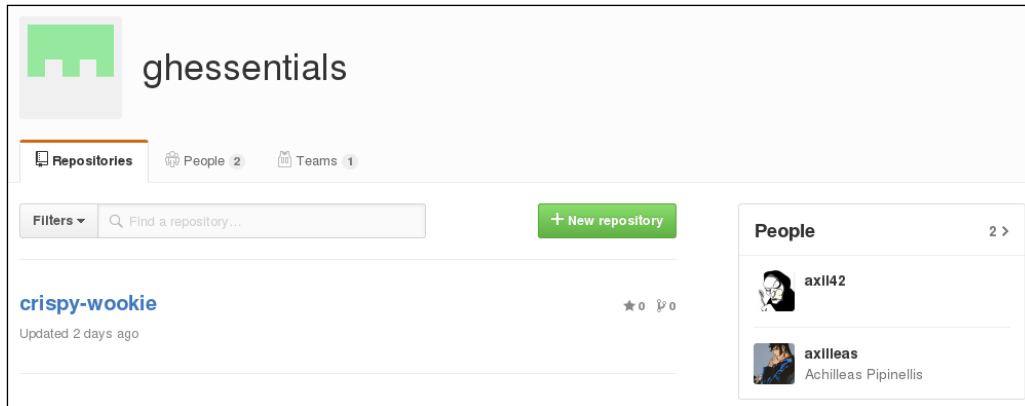 ghessentials
Repositories People 2 Teams 1
Filters Find a repository... + New repository
crispy-wookie 0 0
Updated 2 days ago
People 2 >
axil42
axilleas
Achilleas Pipinellis